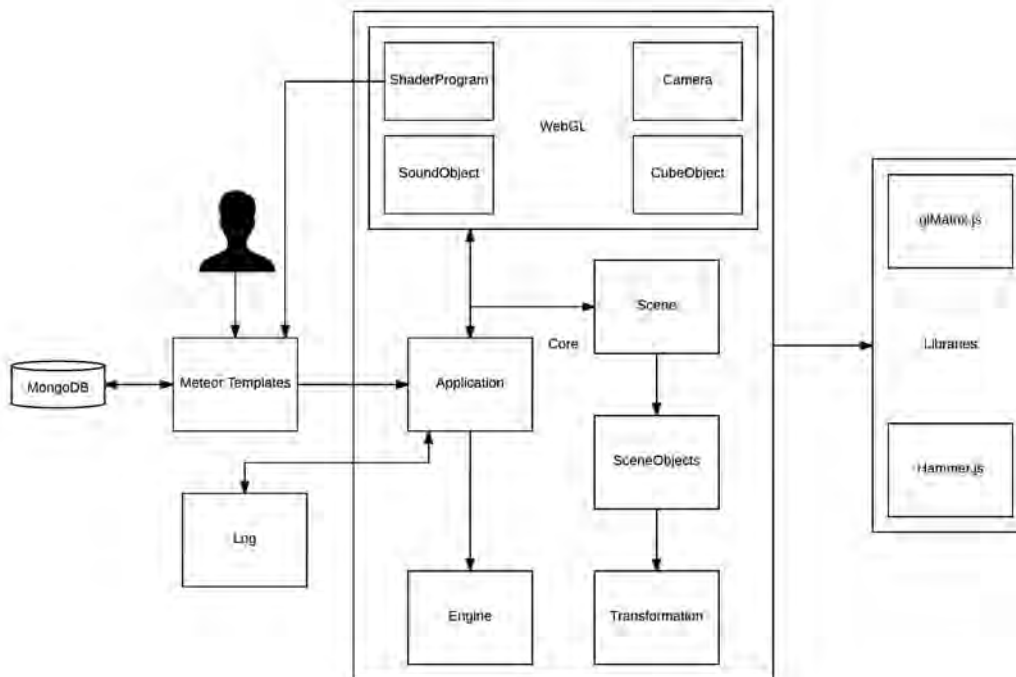 ShaderProgram
Camera
WebGL
SoundObject
CubeObject
glMatrix.js
Scene
Core
Libraries
MongoDB
Meteor Templates
Application
SceneObjects
Hammer.js
Log
Engine
Transformation